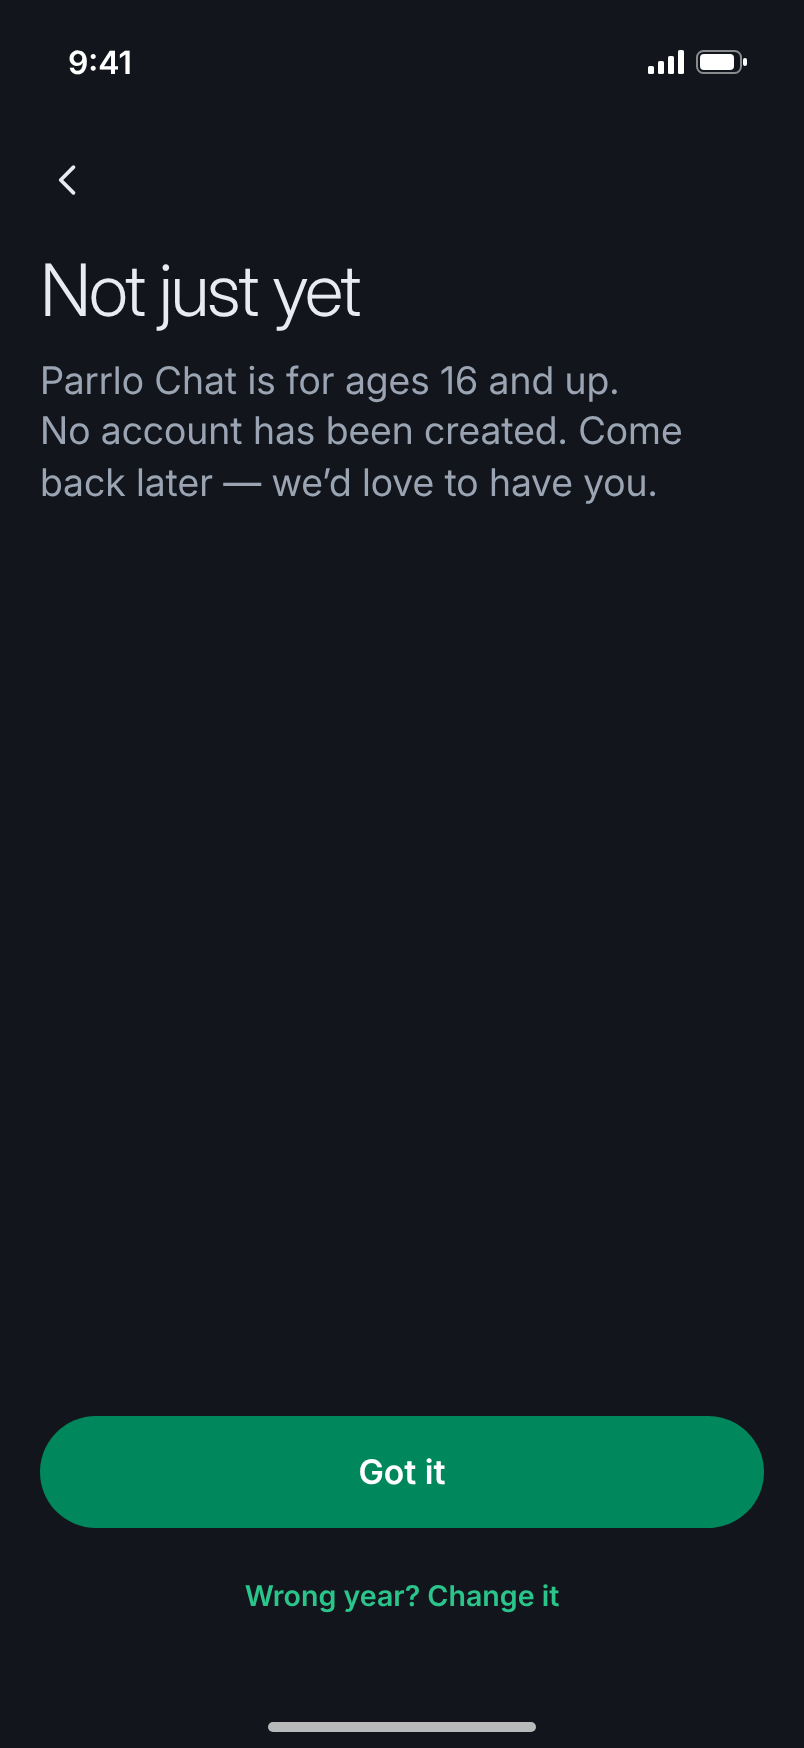 9:41
Not just yet
Parrlo Chat is for ages 16 and up.
No account has been created. Come
back later — we’d love to have you.
Got it
Wrong year? Change it